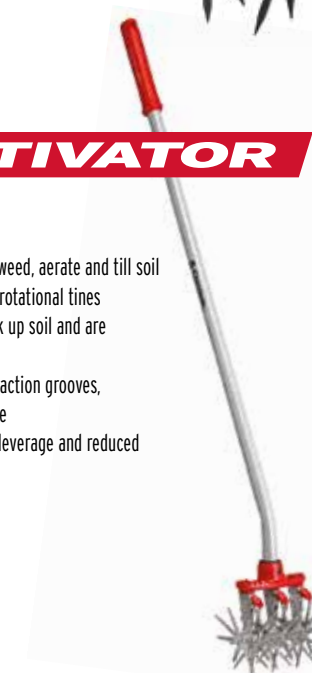 TIVATOR
weed, aerate and till soil
rotational tines
k up soil and are
action grooves,
e
leverage and reduced